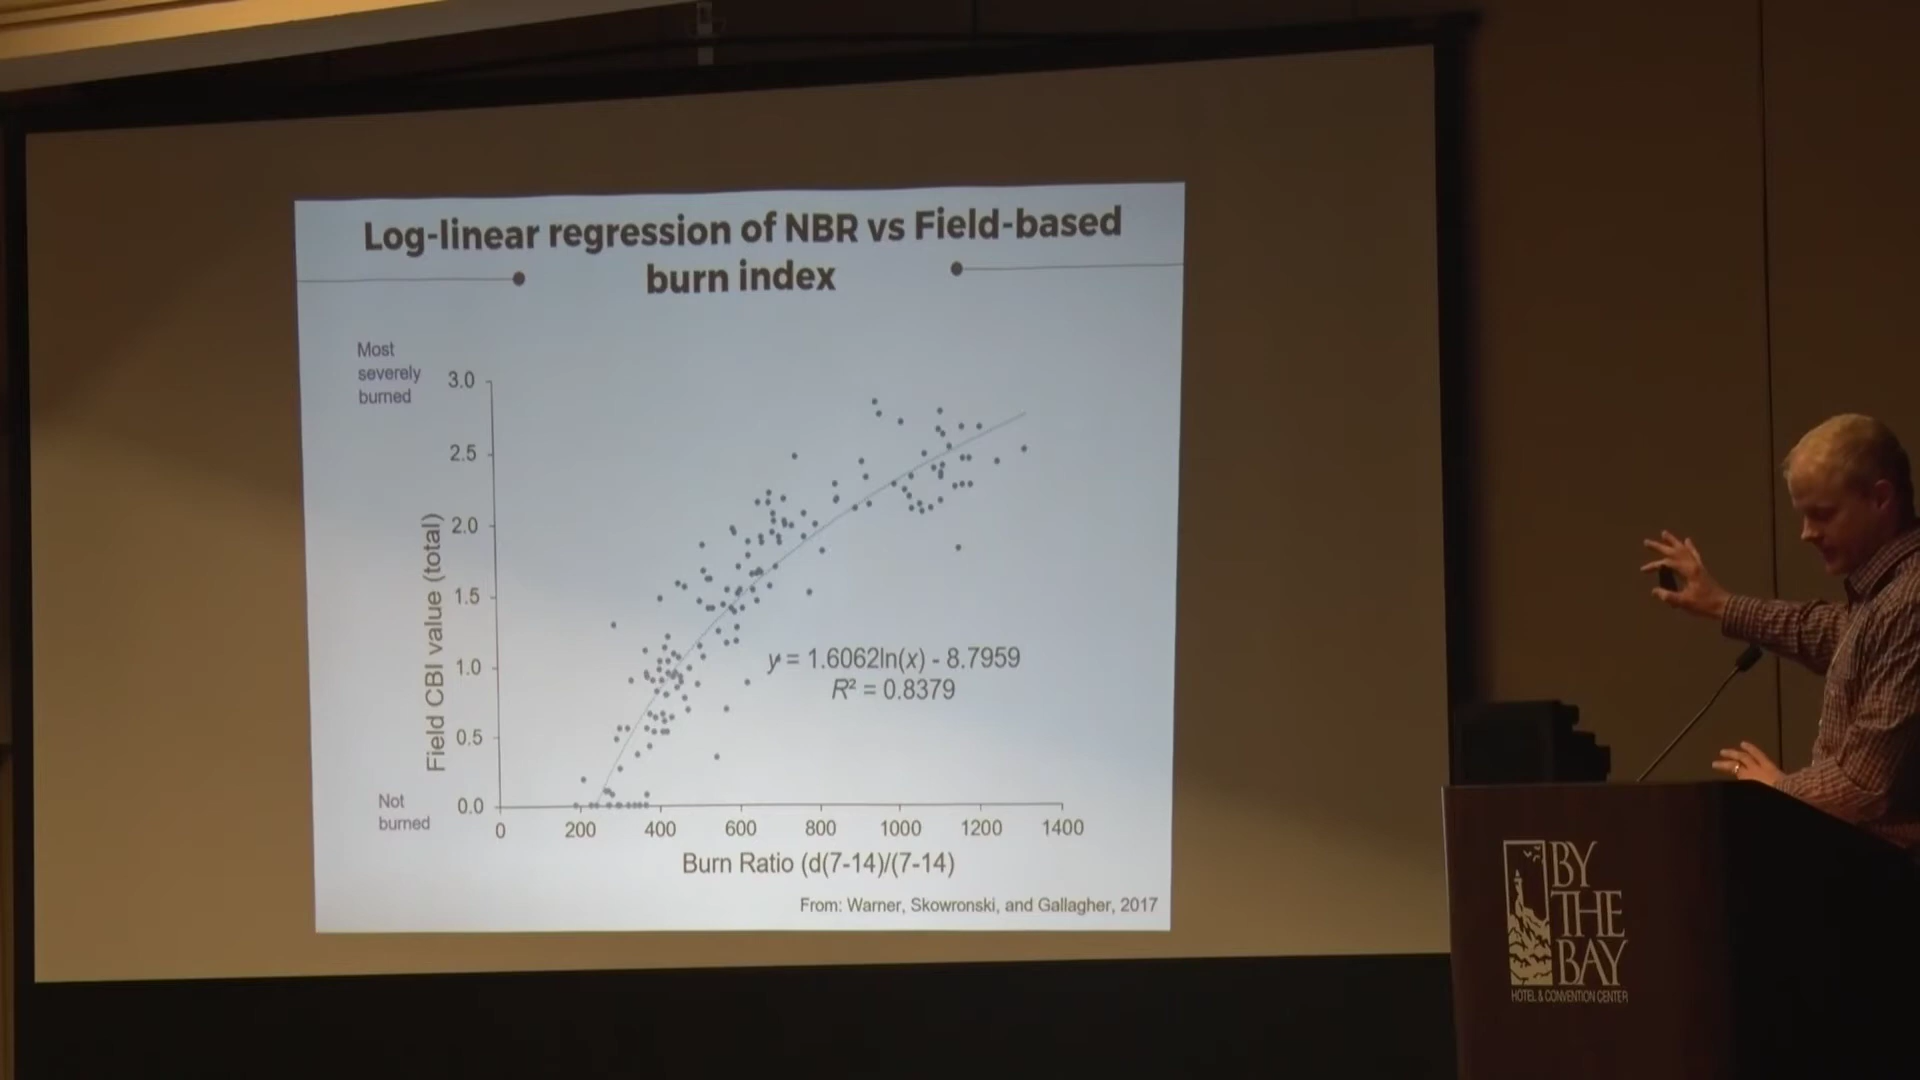 Log-linear regression of NBR vs Field-based
burn index
Most
severely
burned
3.0
2.5
2.0
1.5
1.0
0.5
0.0
Field CBI value (total)
Not
burned
y = 1.6062ln(x) - 8.7959
R² = 0.8379
0 200 400 600 800 1000 1200 1400
Burn Ratio (d(7-14)/(7-14)
From: Warner, Skowronski, and Gallagher, 2017
BY
THE
BAY
HOTEL & CONVENTION CENTER